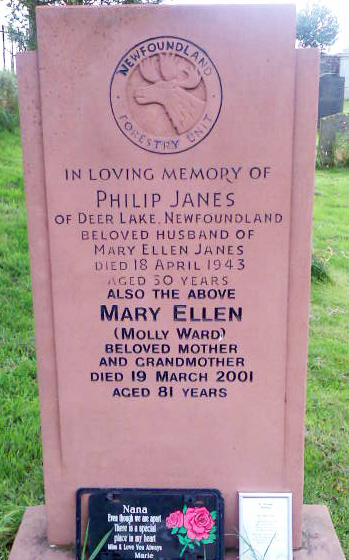 NEWFOUNDLAND
FORESTRY UNIT
IN LOVING MEMORY OF
PHILIP JANES
OF DEER LAKE, NEWFOUNDLAND
BELOVED HUSBAND OF
MARY ELLEN JANES
DIED 18 APRIL 1943
AGED 30 YEARS
ALSO THE ABOVE
MARY ELLEN
(MOLLY WARD)
BELOVED MOTHER
AND GRANDMOTHER
DIED 19 MARCH 2001
AGED 81 YEARS
Nana
Even though we are apart
There is a special
place in my heart
Miss & Love You Always
Marie